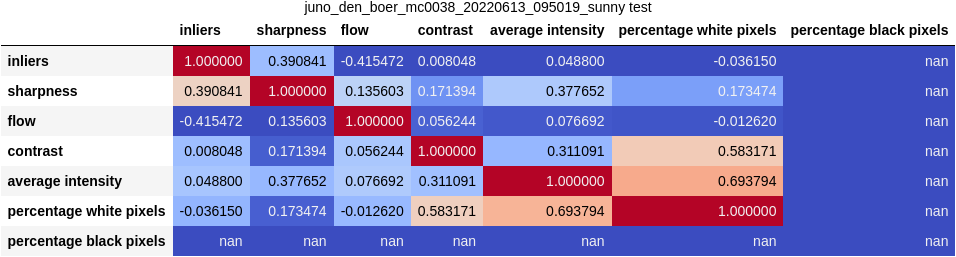 juno_den_boer_mc0038_20220613_095019_sunny test
inliers sharpness flow contrast average intensity percentage white pixels percentage black pixels
inliers 1.000000 0.390841 -0.415472 0.008048 0.048800 -0.036150 nan
sharpness 0.390841 1.000000 0.135603 0.171394 0.377652 0.173474 nan
flow -0.415472 0.135603 1.000000 0.056244 0.076692 -0.012620 nan
contrast 0.008048 0.171394 0.056244 1.000000 0.311091 0.583171 nan
average intensity 0.048800 0.377652 0.076692 0.311091 1.000000 0.693794 nan
percentage white pixels -0.036150 0.173474 -0.012620 0.583171 0.693794 1.000000 nan
percentage black pixels nan nan nan nan nan nan nan